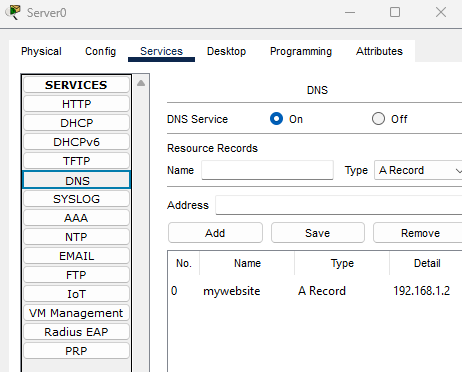 Server0
Physical Config Services Desktop Programming Attributes
SERVICES
HTTP
DHCP
DHCPv6
TFTP
DNS
SYSLOG
AAA
NTP
EMAIL
FTP
IoT
VM Management
Radius EAP
PRP
DNS
DNS Service On Off
Resource Records
Name Type A Record
Address
Add Save Remove
No. Name Type Detail
0 mywebsite A Record 192.168.1.2